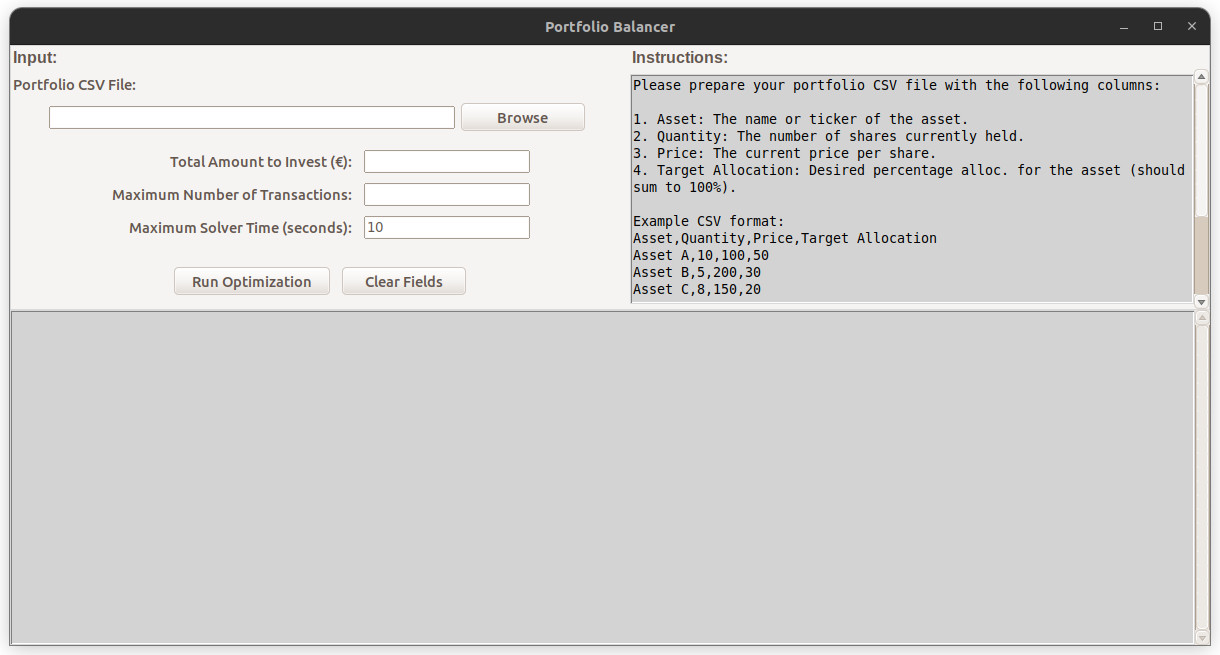 Portfolio Balancer
Input:
Portfolio CSV File:
Browse
Total Amount to Invest (€):
Maximum Number of Transactions:
Maximum Solver Time (seconds): 10
Run Optimization Clear Fields
Instructions:
Please prepare your portfolio CSV file with the following columns:
1. Asset: The name or ticker of the asset.
2. Quantity: The number of shares currently held.
3. Price: The current price per share.
4. Target Allocation: Desired percentage alloc. for the asset (should
sum to 100%).
Example CSV format:
Asset,Quantity,Price,Target Allocation
Asset A,10,100,50
Asset B,5,200,30
Asset C,8,150,20